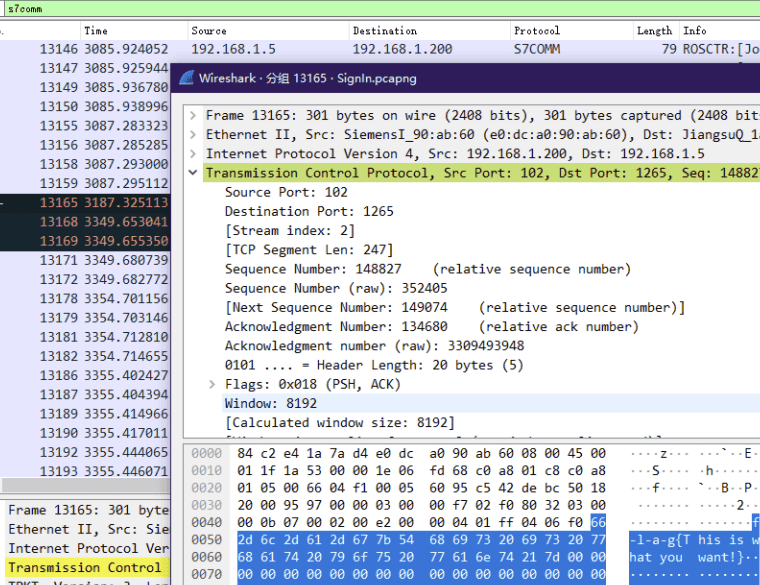 s7comm
Time Source Destination Protocol Length Info
13146 3085.924052 192.168.1.5 192.168.1.200 S7COMM 79 ROSCTR:[Jo
13147 3085.925944
13149 3085.936780
13150 3085.938996
13155 3087.283323
13156 3087.285285
13158 3087.293000
13159 3087.295112
13165 3187.325113
13168 3349.653041
13169 3349.655350
13171 3349.680739
13172 3349.682772
13178 3354.701156
13179 3354.703146
13181 3354.712810
13182 3354.714655
13186 3355.402427
13187 3355.404394
13189 3355.414966
13190 3355.417011
13192 3355.444065
13193 3355.446071
Frame 13165: 301 byte
Ethernet II, Src: Sie
Internet Protocol Ver
Transmission Control
Wireshark · 分组 13165 · SignIn.pcapng
Frame 13165: 301 bytes on wire (2408 bits), 301 bytes captured (2408 bit
Ethernet II, Src: SiemensI_90:ab:60 (e0:dc:a0:90:ab:60), Dst: JiangsuQ_1a
Internet Protocol Version 4, Src: 192.168.1.200, Dst: 192.168.1.5
Transmission Control Protocol, Src Port: 102, Dst Port: 1265, Seq: 148827
Source Port: 102
Destination Port: 1265
[Stream index: 2]
[TCP Segment Len: 247]
Sequence Number: 148827 (relative sequence number)
Sequence Number (raw): 352405
[Next Sequence Number: 149074 (relative sequence number)]
Acknowledgment Number: 134680 (relative ack number)
Acknowledgment number (raw): 3309493948
0101 .... = Header Length: 20 bytes (5)
Flags: 0x018 (PSH, ACK)
Window: 8192
[Calculated window size: 8192]
0000 84 c2 e4 1a 7a d4 e0 dc a0 90 ab 60 08 00 45 00 ····z··· ···`··E·
0010 01 1f 1a 53 00 00 1e 06 fd 68 c0 a8 01 c8 c0 a8 ···S···· ·h······
0020 01 05 00 66 04 f1 00 05 60 95 c5 42 de bc 50 18 ···f···· `··B··P·
0030 20 00 95 97 00 00 03 00 00 f7 02 f0 80 32 03 00 ······· ·····2··
0040 00 0b 07 00 02 00 e2 00 00 04 01 ff 04 06 f0 66 ········ ·······f
0050 2d 6c 2d 61 2d 67 7b 54 68 69 73 20 69 73 20 77 -l-a-g{T his is w
0060 68 61 74 20 79 6f 75 20 77 61 6e 74 21 7d 00 00 hat you want!}··
0070 00 00 00 00 00 00 00 00 00 00 00 00 00 00 00 00 ········ ········